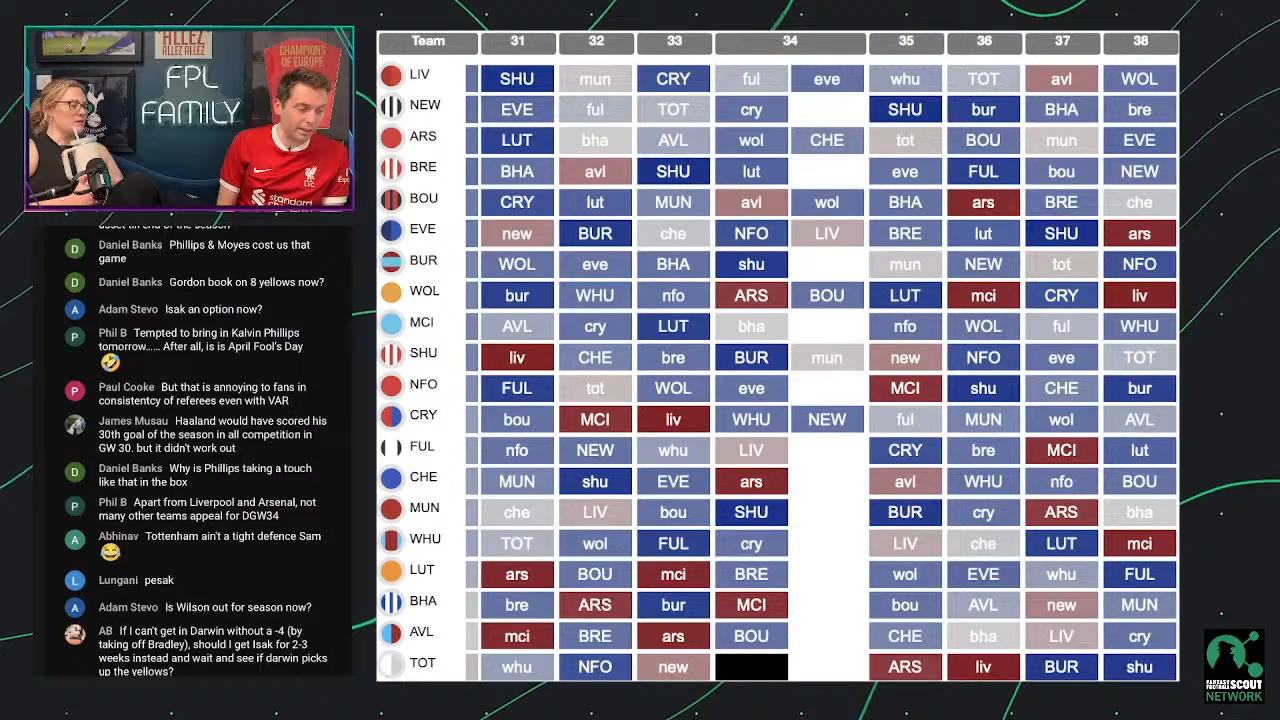 ALLEZ
ALLEZ ALLEZ
CHAMPIONS
OF EUROPE
FPL
FAMILY
standard
Daniel Banks Phillips & Moyes cost us that
game
Daniel Banks Gordon book on 8 yellows now?
Adam Stevo Isak an option now?
Phil B Tempted to bring in Kalvin Phillips
tomorrow...... After all, is is April Fool's Day
🤣
Paul Cooke But that is annoying to fans in
consistentcy of referees even with VAR
James Musau Haaland would have scored his
30th goal of the season in all competition in
GW 30. but it didn't work out
Daniel Banks Why is Phillips taking a touch
like that in the box
Phil B Apart from Liverpool and Arsenal, not
many other teams appeal for DGW34
Abhinav Tottenham ain't a tight defence Sam
😂
Lungani pesak
Adam Stevo Is Wilson out for season now?
AB If I can't get in Darwin without a -4 (by
taking off Bradley), should I get Isak for 2-3
weeks instead and wait and see if darwin picks
up the yellows?
Team 31 32 33 34 35 36 37 38
LIV SHU mun CRY ful eve whu TOT avl WOL
NEW EVE ful TOT cry SHU bur BHA bre
ARS LUT bha AVL wol CHE tot BOU mun EVE
BRE BHA avl SHU lut eve FUL bou NEW
BOU CRY lut MUN avl wol BHA ars BRE che
EVE new BUR che NFO LIV BRE lut SHU ars
BUR WOL eve BHA shu mun NEW tot NFO
WOL bur WHU nfo ARS BOU LUT mci CRY liv
MCI AVL cry LUT bha nfo WOL ful WHU
SHU liv CHE bre BUR mun new NFO eve TOT
NFO FUL tot WOL eve MCI shu CHE bur
CRY bou MCI liv WHU NEW ful MUN wol AVL
FUL nfo NEW whu LIV CRY bre MCI lut
CHE MUN shu EVE ars avl WHU nfo BOU
MUN che LIV bou SHU BUR cry ARS bha
WHU TOT wol FUL cry LIV che LUT mci
LUT ars BOU mci BRE wol EVE whu FUL
BHA bre ARS bur MCI bou AVL new MUN
AVL mci BRE ars BOU CHE bha LIV cry
TOT whu NFO new ARS liv BUR shu
FANTASY
FOOTBALL SCOUT
NETWORK